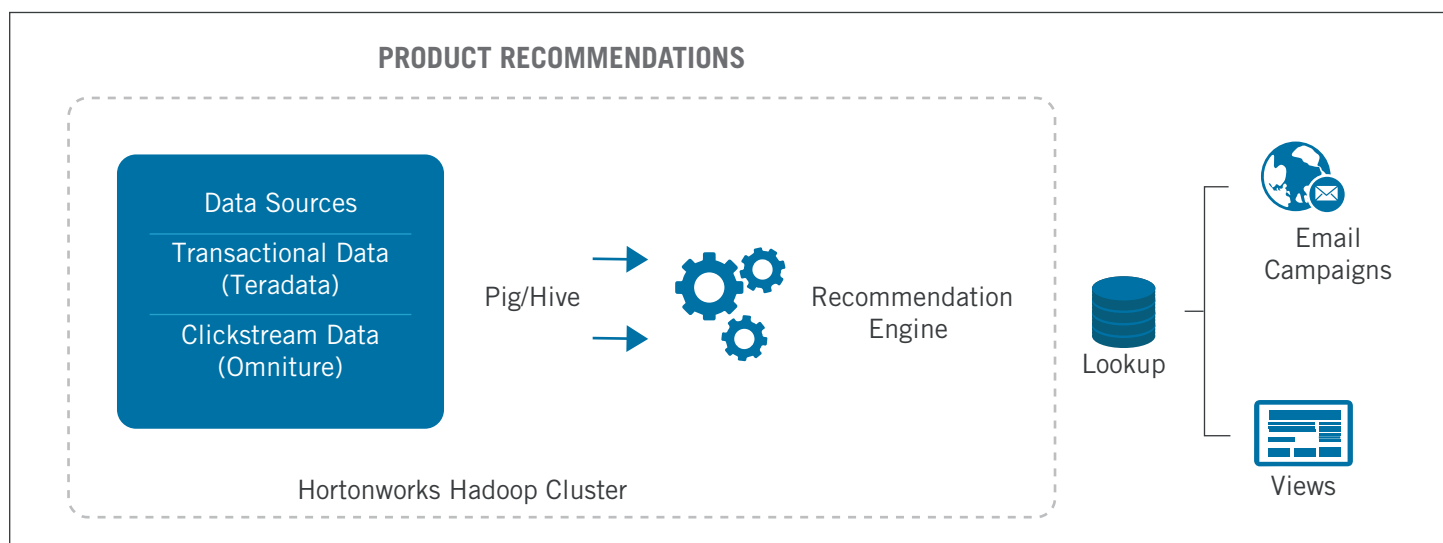 PRODUCT RECOMMENDATIONS
Data Sources
Transactional Data
(Teradata)
Clickstream Data
(Omniture)
Pig/Hive
Recommendation
Engine
Hortonworks Hadoop Cluster
Lookup
Email
Campaigns
Views